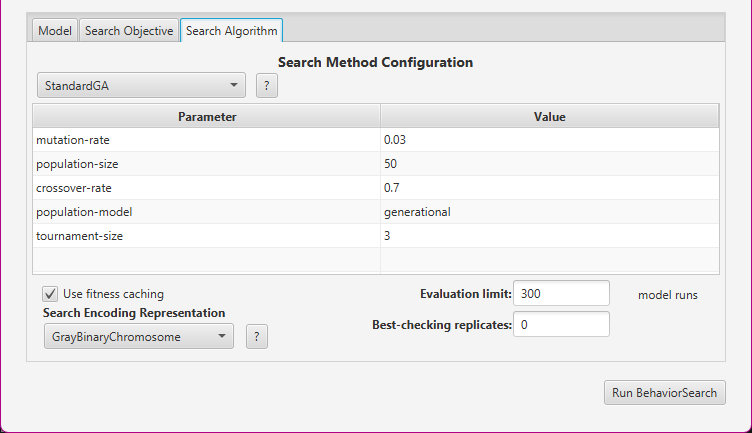 Model Search Objective Search Algorithm
Search Method Configuration
StandardGA ?
Parameter Value
mutation-rate 0.03
population-size 50
crossover-rate 0.7
population-model generational
tournament-size 3
Use fitness caching Evaluation limit: 300 model runs
Search Encoding Representation
Best-checking replicates: 0
GrayBinaryChromosome ?
Run BehaviorSearch